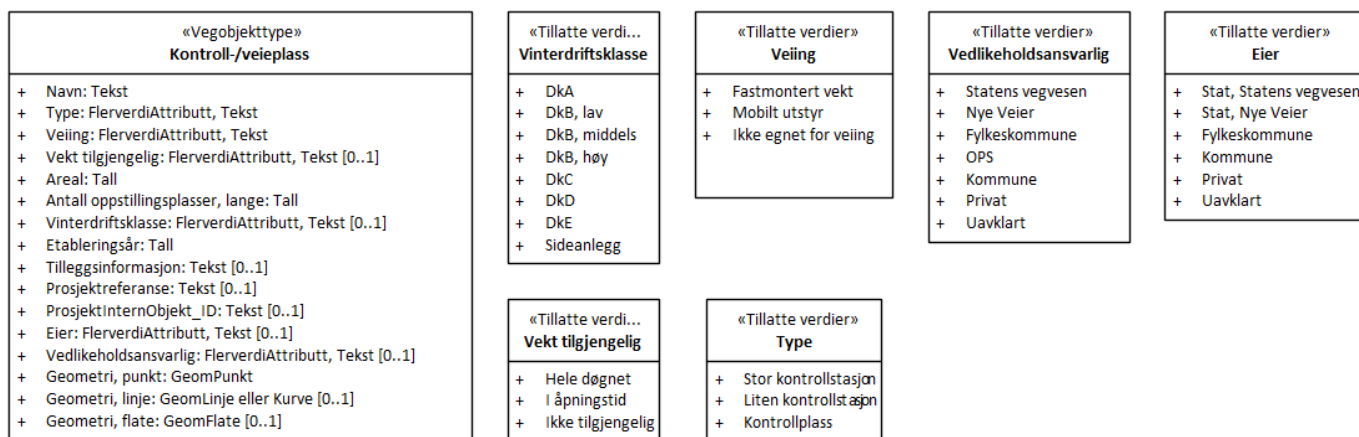 «Vegobjekttype»
Kontroll-/veieplass
+ Navn: Tekst
+ Type: FlerverdiAttributt, Tekst
+ Veiing: FlerverdiAttributt, Tekst
+ Vekt tilgjengelig: FlerverdiAttributt, Tekst [0..1]
+ Areal: Tall
+ Antall oppstillingsplasser, lange: Tall
+ Vinterdriftsklasse: FlerverdiAttributt, Tekst [0..1]
+ Etableringsår: Tall
+ Tilleggsinformasjon: Tekst [0..1]
+ Prosjektreferanse: Tekst [0..1]
+ ProsjektInternObjekt_ID: Tekst [0..1]
+ Eier: FlerverdiAttributt, Tekst [0..1]
+ Vedlikeholdsansvarlig: FlerverdiAttributt, Tekst [0..1]
+ Geometri, punkt: GeomPunkt
+ Geometri, linje: GeomLinje eller Kurve [0..1]
+ Geometri, flate: GeomFlate [0..1]
«Tillatte verdi...
Vinterdriftsklasse
+ DkA
+ DkB, lav
+ DkB, middels
+ DkB, høy
+ DkC
+ DkD
+ DkE
+ Sideanlegg
«Tillatte verdier»
Veiing
+ Fastmontert vekt
+ Mobilt utstyr
+ Ikke egnet for veiing
«Tillatte verdier»
Vedlikeholdsansvarlig
+ Statens vegvesen
+ Nye Veier
+ Fylkeskommune
+ OPS
+ Kommune
+ Privat
+ Uavklart
«Tillatte verdier»
Eier
+ Stat, Statens vegvesen
+ Stat, Nye Veier
+ Fylkeskommune
+ Kommune
+ Privat
+ Uavklart
«Tillatte verdi...
Vekt tilgjengelig
+ Hele døgnet
+ I åpningstid
+ Ikke tilgjengelig
«Tillatte verdier»
Type
+ Stor kontrollstasjon
+ Liten kontrollstasjon
+ Kontrollplass